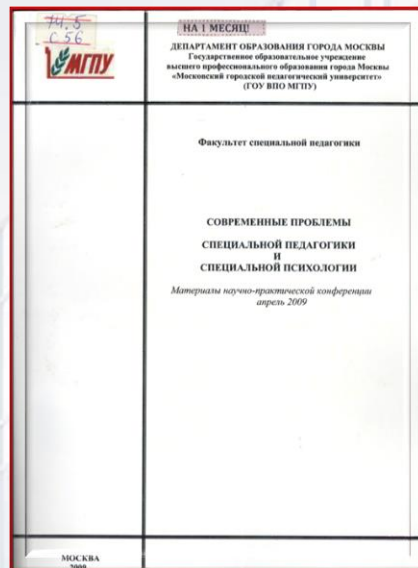 74.5
С 56
МГПУ
НА 1 МЕСЯЦ!
ДЕПАРТАМЕНТ ОБРАЗОВАНИЯ ГОРОДА МОСКВЫ
Государственное образовательное учреждение
высшего профессионального образования города Москвы
«Московский городской педагогический университет»
(ГОУ ВПО МГПУ)
Факультет специальной педагогики
СОВРЕМЕННЫЕ ПРОБЛЕМЫ
СПЕЦИАЛЬНОЙ ПЕДАГОГИКИ
И
СПЕЦИАЛЬНОЙ ПСИХОЛОГИИ
Материалы научно-практической конференции
апрель 2009
МОСКВА
2009